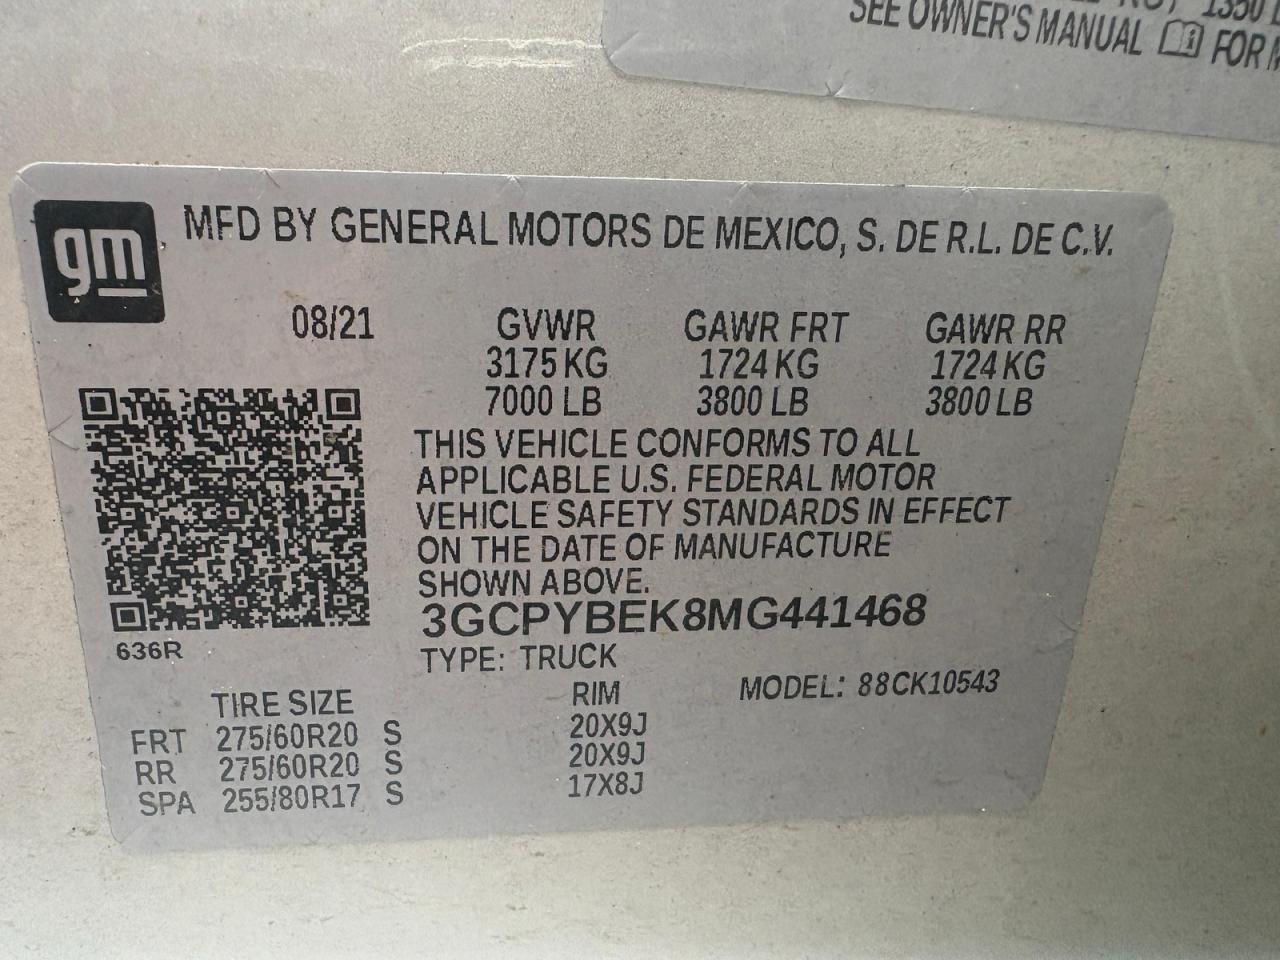 1350
SEE OWNER'S MANUAL FOR
gm
MFD BY GENERAL MOTORS DE MEXICO, S. DE R.L. DE C.V.
08/21 GVWR GAWR FRT GAWR RR
3175 KG 1724 KG 1724 KG
7000 LB 3800 LB 3800 LB
THIS VEHICLE CONFORMS TO ALL
APPLICABLE U.S. FEDERAL MOTOR
VEHICLE SAFETY STANDARDS IN EFFECT
ON THE DATE OF MANUFACTURE
SHOWN ABOVE.
3GCPYBEK8MG441468
636R
TYPE: TRUCK
TIRE SIZE RIM MODEL: 88CK10543
FRT 275/60R20 S 20X9J
RR 275/60R20 S 20X9J
SPA 255/80R17 S 17X8J